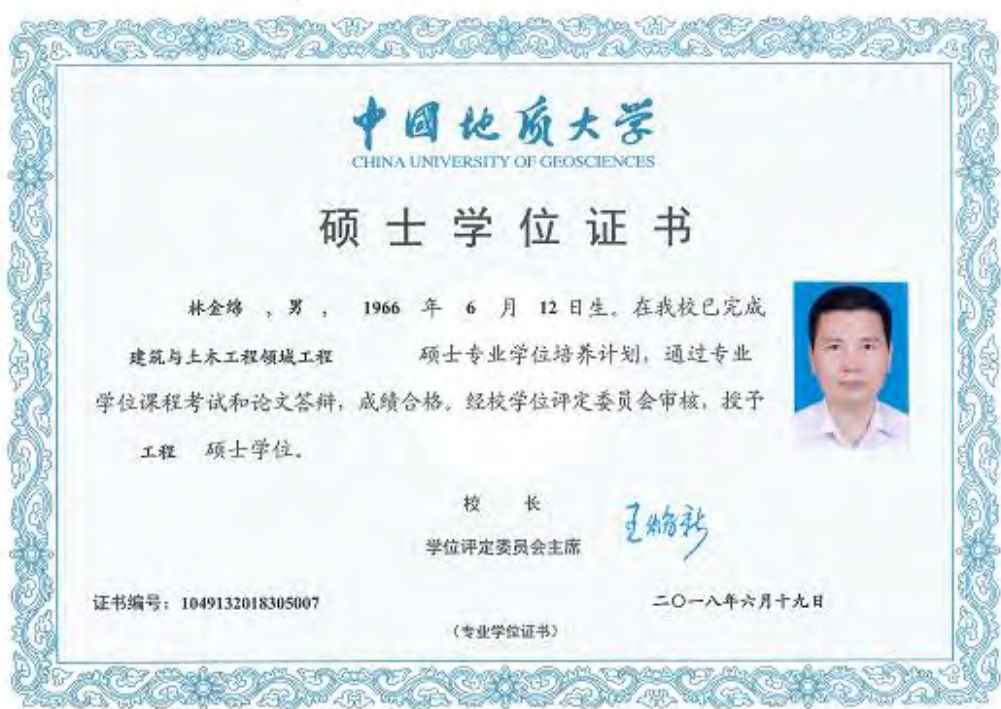 中國地质大学
CHINA UNIVERSITY OF GEOSCIENCES
硕士学位证书
林金绵 ，男， 1966 年 6 月 12 日生。在我校已完成
建筑与土木工程领域工程 硕士专业学位培养计划，通过专业
学位课程考试和论文答辩，成绩合格。经校学位评定委员会审核，授予
工程 硕士学位。
校 长
学位评定委员会主席
王焰新
证书编号：1049132018305007
二〇一八年六月十九日
（专业学位证书）